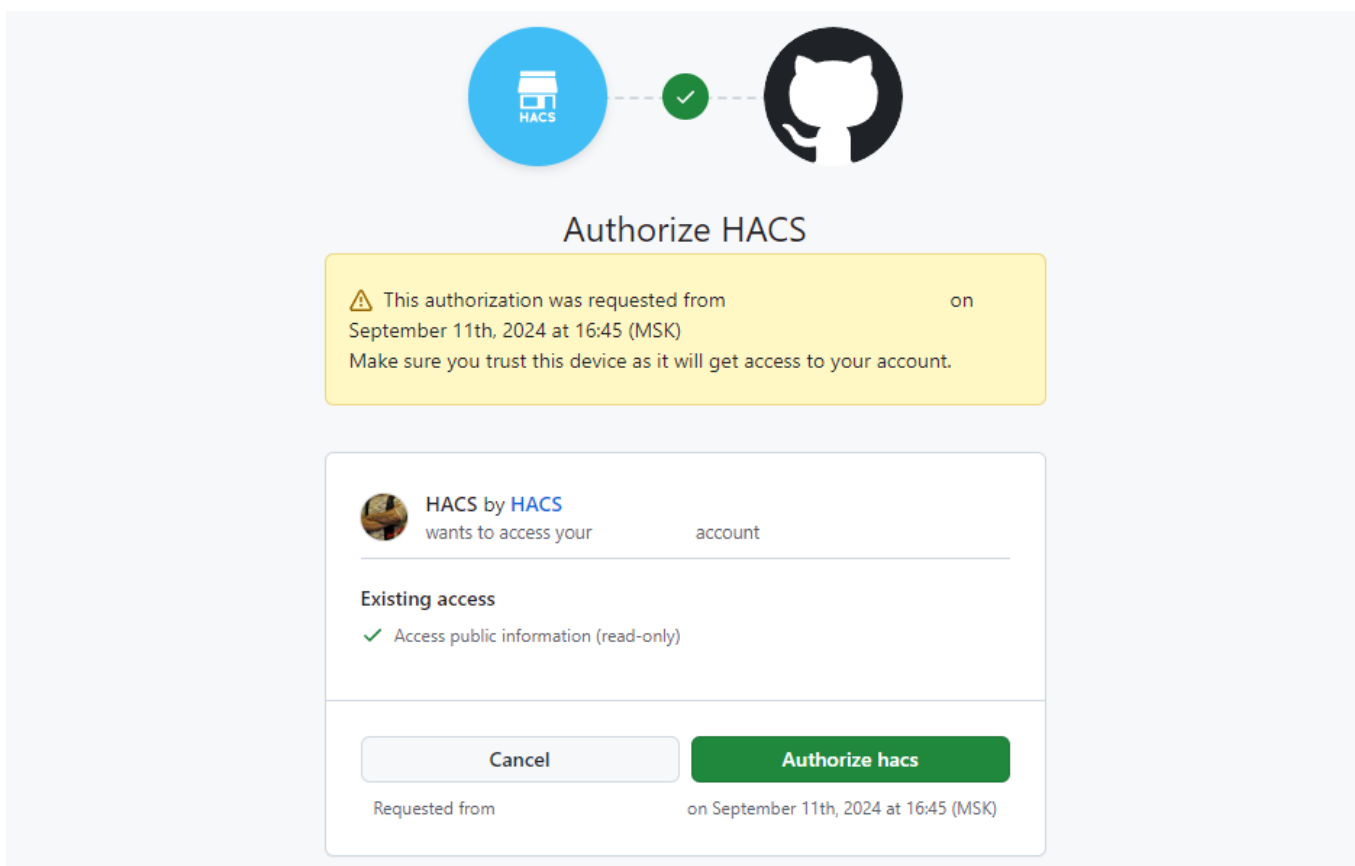 HACS
Authorize HACS
This authorization was requested from on
September 11th, 2024 at 16:45 (MSK)
Make sure you trust this device as it will get access to your account.
HACS by HACS
wants to access your account
Existing access
Access public information (read-only)
Cancel
Authorize hacs
Requested from on September 11th, 2024 at 16:45 (MSK)